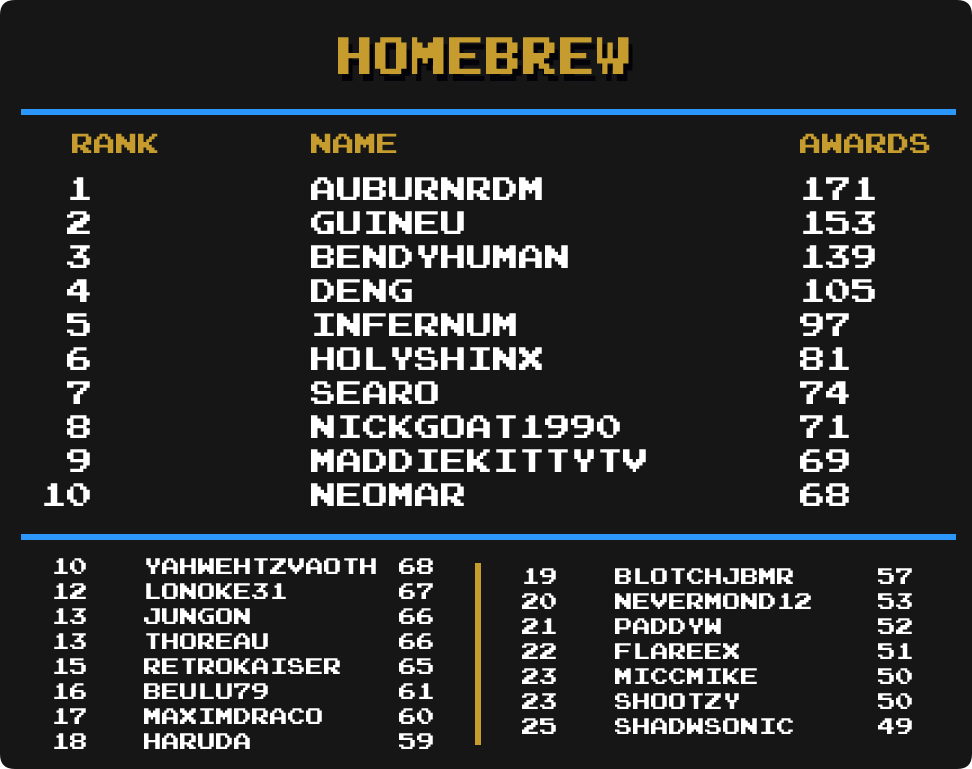 HOMEBREW
RANK NAME AWARDS
1 AUBURNRDM 171
2 GUINEU 153
3 BENDYHUMAN 139
4 DENG 105
5 INFERNUM 97
6 HOLYSHINX 81
7 SEARO 74
8 NICKGOAT1990 71
9 MADDIEKITTYTV 69
10 NEOMAR 68
10 YAHWEHTZVAOTH 68
12 LONOKE31 67
13 JUNGON 66
13 THOREAU 66
15 RETROKAISER 65
16 BEULU79 61
17 MAXIMDRACO 60
18 HARUDA 59
19 BLOTCHJBMR 57
20 NEVERMOND12 53
21 PADDYW 52
22 FLAREEX 51
23 MICCMIKE 50
23 SHOOTZY 50
25 SHADWSONIC 49